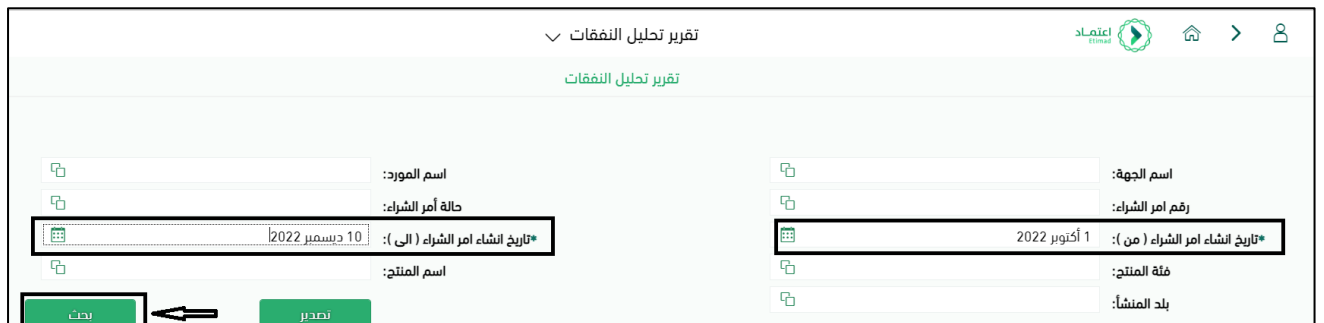 اعتماد
Etimad
تقرير تحليل النفقات
تقرير تحليل النفقات
اسم الجهة:
اسم المورد:
رقم امر الشراء:
حالة أمر الشراء:
*تاريخ انشاء امر الشراء ( من ): 1 أكتوبر 2022
*تاريخ انشاء امر الشراء ( الى ): 10 ديسمبر 2022
فئة المنتج:
اسم المنتج:
بلد المنشأ:
تصدير
بحث